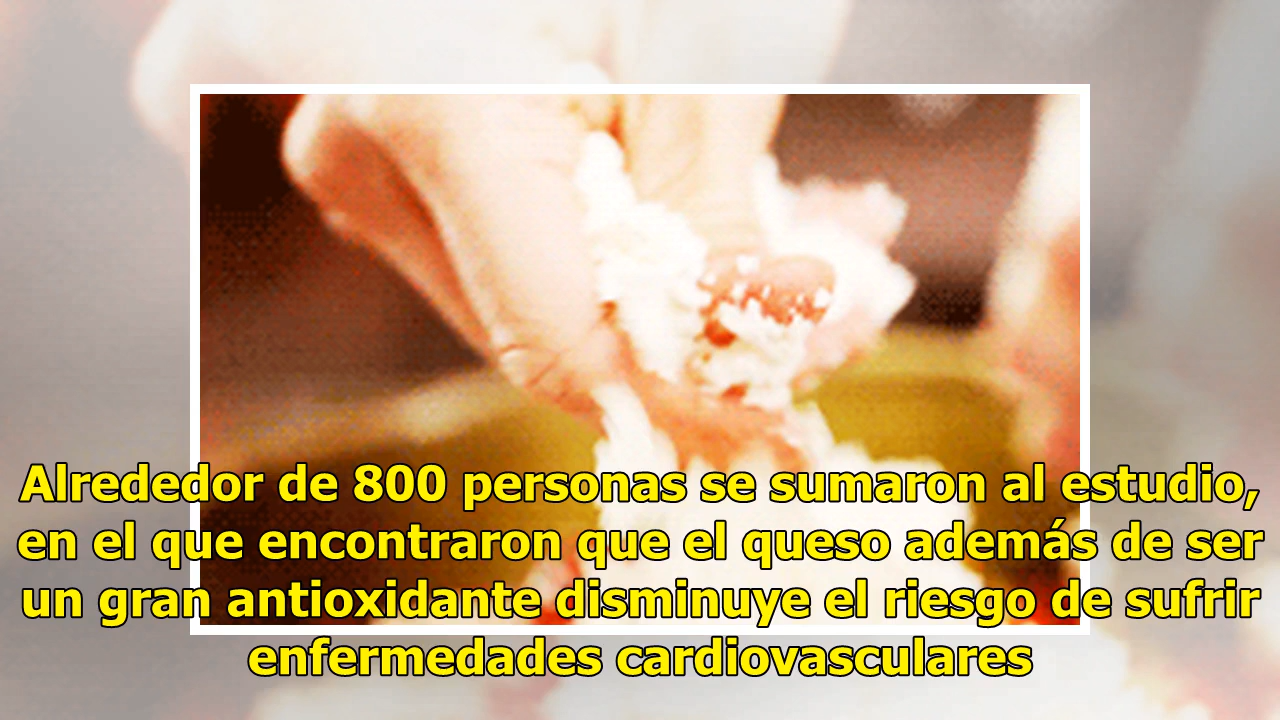 Alrededor de 800 personas se sumaron al estudio,
en el que encontraron que el queso además de ser
un gran antioxidante disminuye el riesgo de sufrir
enfermedades cardiovasculares